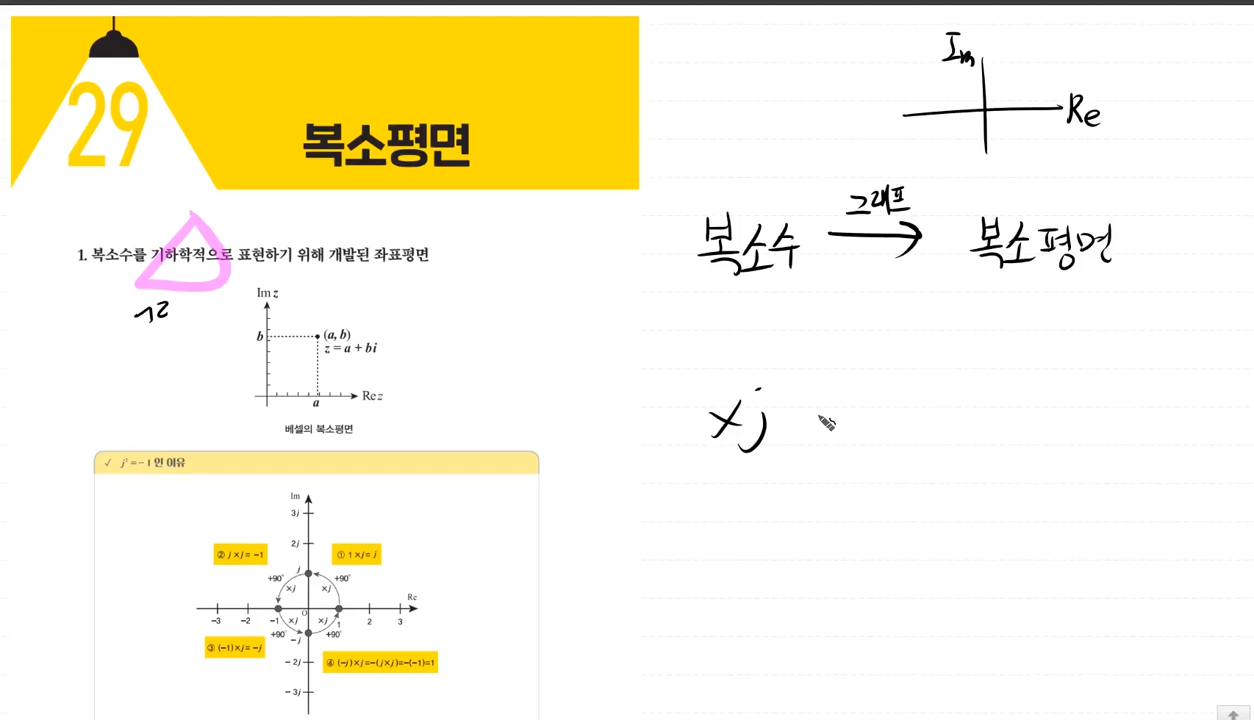 29
복소평면
1. 복소수를 기하학적으로 표현하기 위해 개발된 좌표평면
Im z
b
(a, b)
z = a + bi
a
Re z
베셀의 복소평면
✓ j² = −1 인 이유
Im
3j
2j
② j×j= −1
① 1×j= j
j
+90°
+90°
×j
×j
Re
O
−3
−2
−1
×j
×j
1
2
3
+90°
−j
+90°
③ (−1)×j= −j
−2j
④ (−j)×j=−(j×j)=−(−1)=1
−3j
Im
Re
그래프
복소수
복소평면
×j